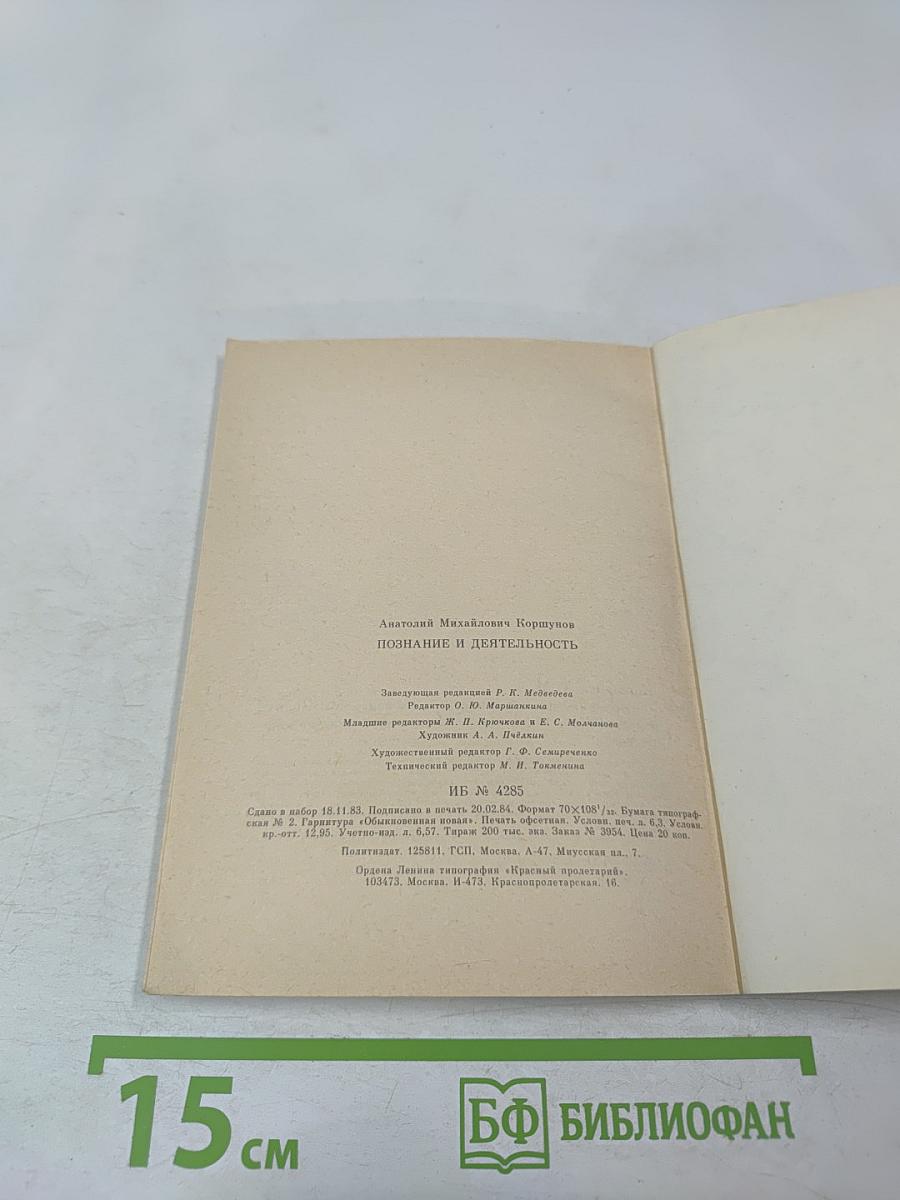 Анатолий Михайлович Коршунов
ПОЗНАНИЕ И ДЕЯТЕЛЬНОСТЬ
Заведующая редакцией Р. К. Медведева
Редактор О. Ю. Маршанкина
Младшие редакторы Ж. П. Крючкова и Е. С. Молчанова
Художник А. А. Пчёлкин
Художественный редактор Г. Ф. Семиреченко
Технический редактор М. И. Токменина
ИБ № 4285
Сдано в набор 18.11.83. Подписано в печать 20.02.84. Формат 70×108¹/₃₂. Бумага типограф-
ская № 2. Гарнитура «Обыкновенная новая». Печать офсетная. Условн. печ. л. 6,3. Условн.
кр.-отт. 12,95. Учетно-изд. л. 6,57. Тираж 200 тыс. экз. Заказ № 3954. Цена 20 коп.
Политиздат. 125811, ГСП, Москва, А-47, Миусская пл., 7.
Ордена Ленина типография «Красный пролетарий».
103473, Москва, И-473, Краснопролетарская, 16.
15 см
БФ БИБЛИОФАН